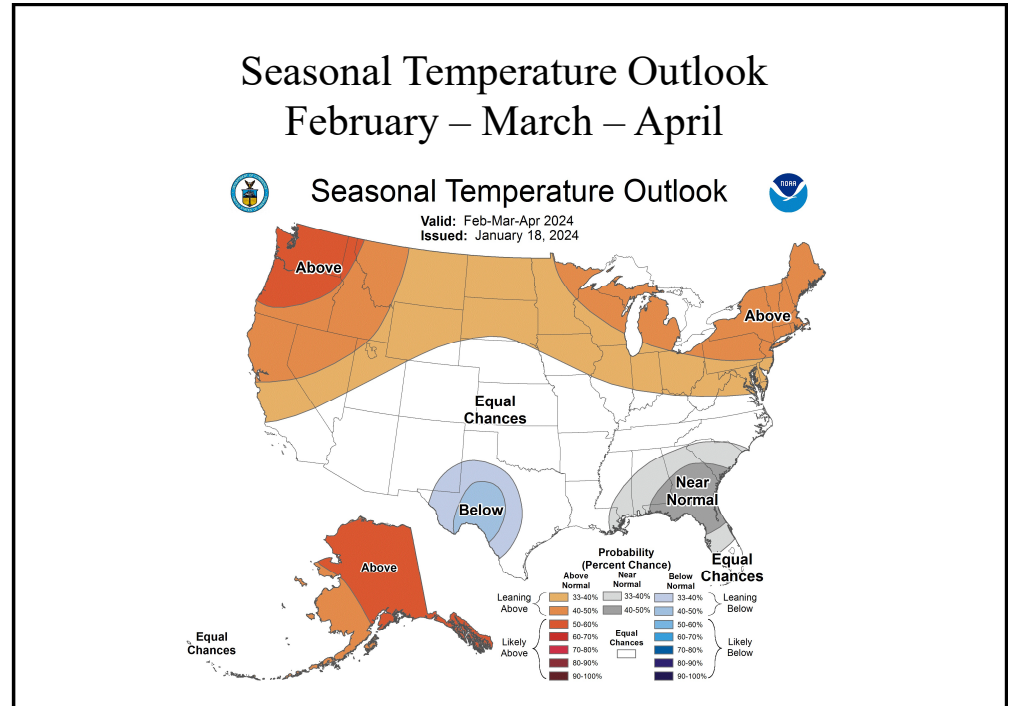 Seasonal Temperature Outlook
February – March – April
Seasonal Temperature Outlook
NOAA
Valid: Feb-Mar-Apr 2024
Issued: January 18, 2024
Above
Above
Equal
Chances
Below
Near
Normal
Equal
Chances
Above
Equal
Chances
Probability
(Percent Chance)
Above
Normal
Near
Normal
Below
Normal
Leaning
Above
33-40%
40-50%
33-40%
40-50%
33-40%
40-50%
Leaning
Below
Likely
Above
50-60%
60-70%
70-80%
80-90%
90-100%
Equal
Chances
50-60%
60-70%
70-80%
80-90%
90-100%
Likely
Below